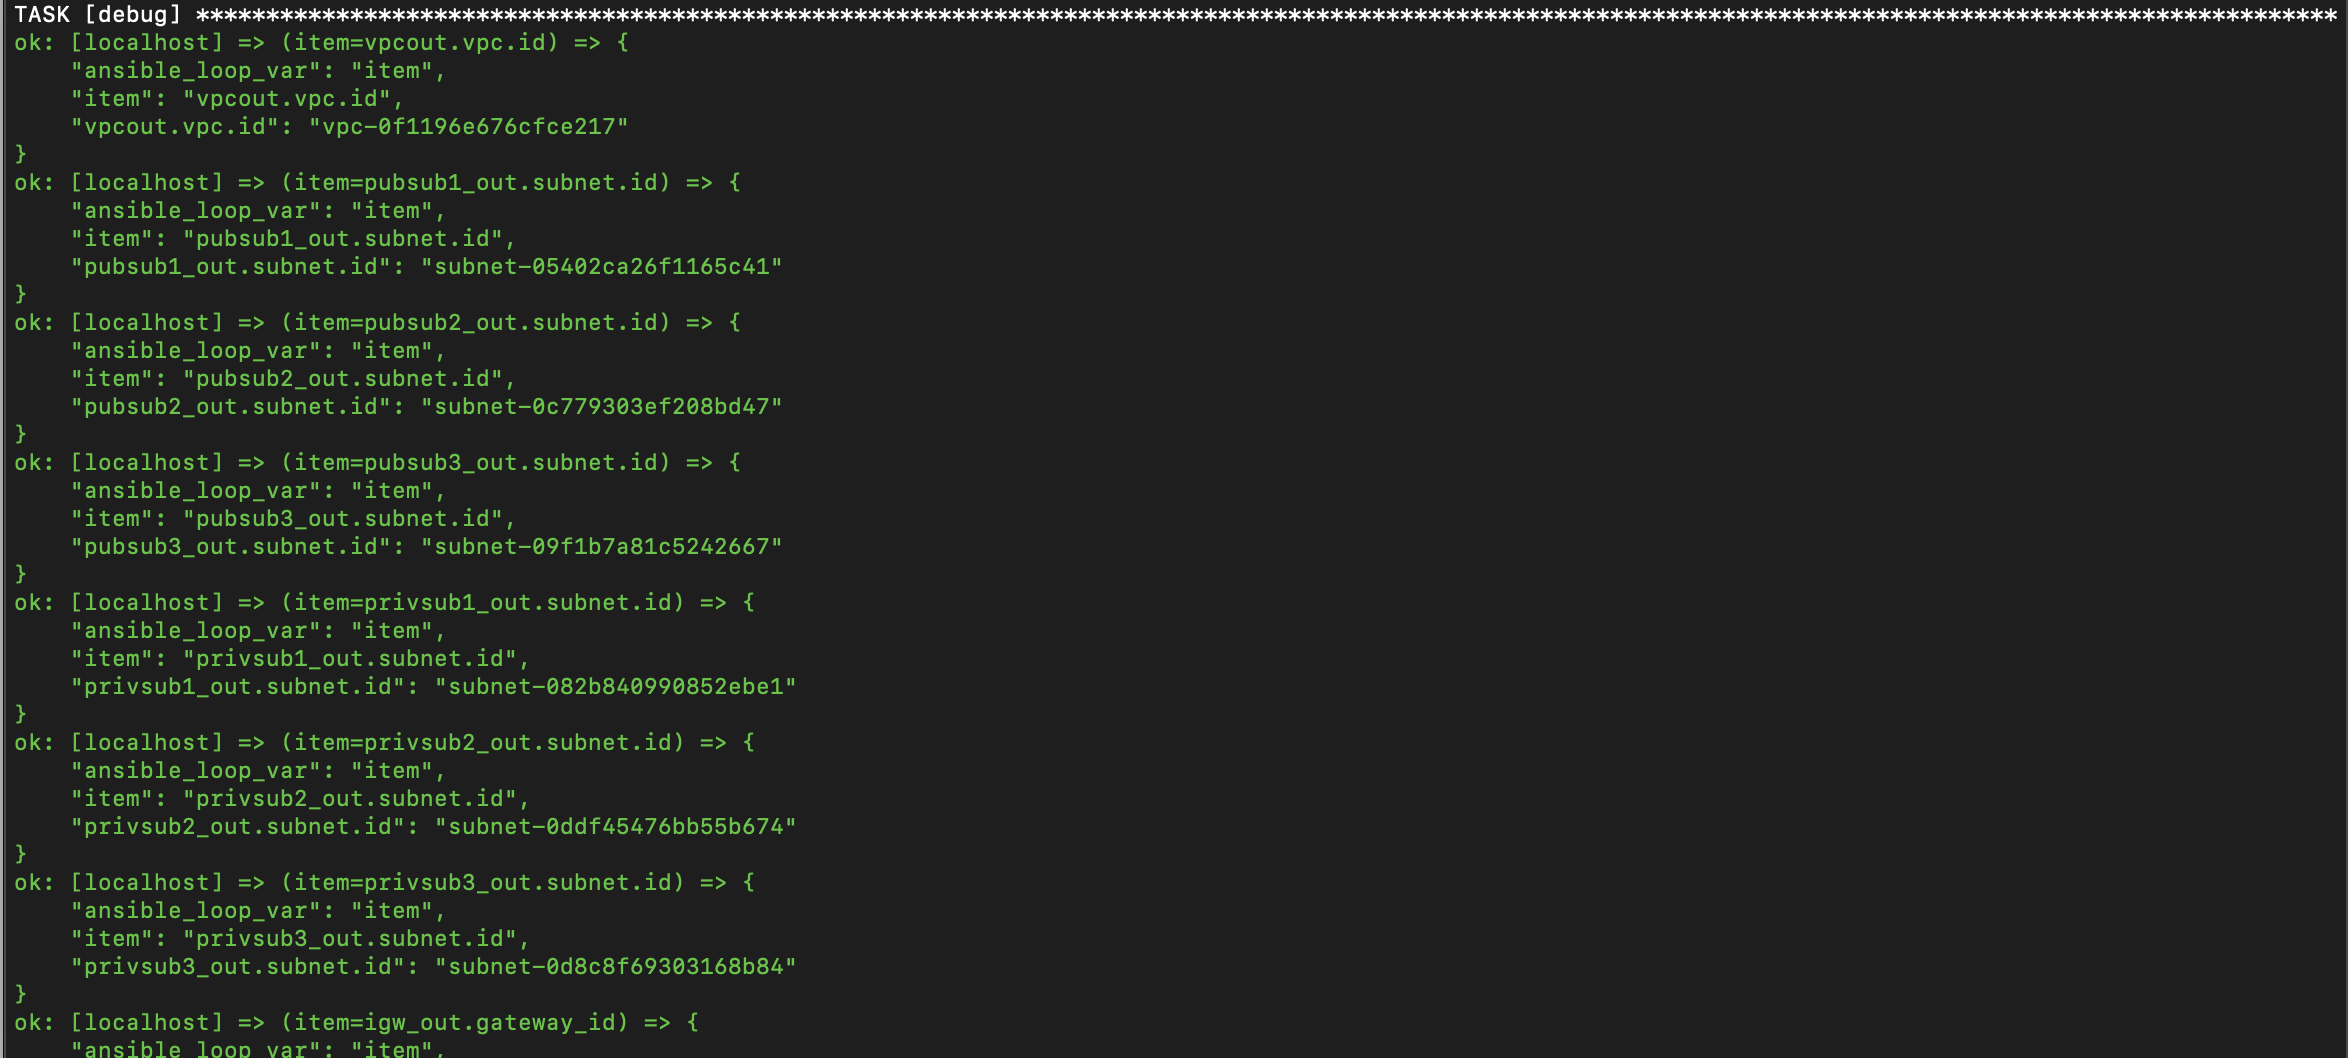 TASK [debug] *********************************************************************************************************************************************************
ok: [localhost] => (item=vpcout.vpc.id) => {
    "ansible_loop_var": "item",
    "item": "vpcout.vpc.id",
    "vpcout.vpc.id": "vpc-0f1196e676cfce217"
}
ok: [localhost] => (item=pubsub1_out.subnet.id) => {
    "ansible_loop_var": "item",
    "item": "pubsub1_out.subnet.id",
    "pubsub1_out.subnet.id": "subnet-05402ca26f1165c41"
}
ok: [localhost] => (item=pubsub2_out.subnet.id) => {
    "ansible_loop_var": "item",
    "item": "pubsub2_out.subnet.id",
    "pubsub2_out.subnet.id": "subnet-0c779303ef208bd47"
}
ok: [localhost] => (item=pubsub3_out.subnet.id) => {
    "ansible_loop_var": "item",
    "item": "pubsub3_out.subnet.id",
    "pubsub3_out.subnet.id": "subnet-09f1b7a81c5242667"
}
ok: [localhost] => (item=privsub1_out.subnet.id) => {
    "ansible_loop_var": "item",
    "item": "privsub1_out.subnet.id",
    "privsub1_out.subnet.id": "subnet-082b840990852ebe1"
}
ok: [localhost] => (item=privsub2_out.subnet.id) => {
    "ansible_loop_var": "item",
    "item": "privsub2_out.subnet.id",
    "privsub2_out.subnet.id": "subnet-0ddf45476bb55b674"
}
ok: [localhost] => (item=privsub3_out.subnet.id) => {
    "ansible_loop_var": "item",
    "item": "privsub3_out.subnet.id",
    "privsub3_out.subnet.id": "subnet-0d8c8f69303168b84"
}
ok: [localhost] => (item=igw_out.gateway_id) => {
    "ansible_loop_var": "item",